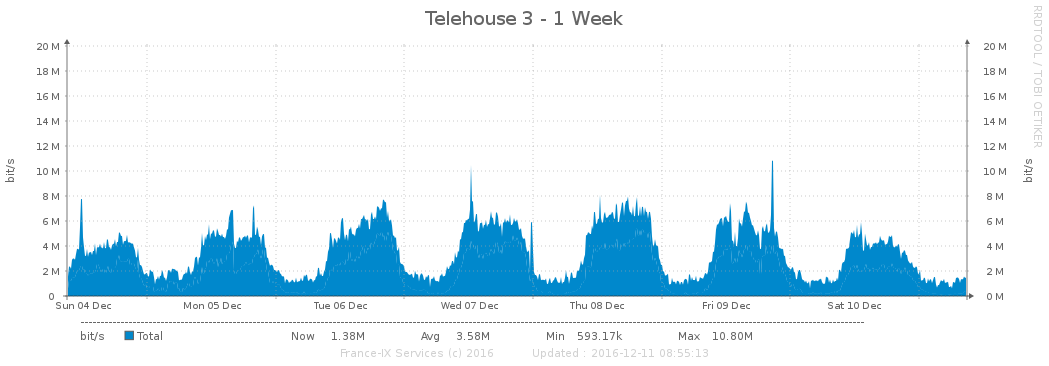 Telehouse 3 - 1 Week
RRDTOOL / TOBI OETIKER
bit/s
20 M 20 M
18 M 18 M
16 M 16 M
14 M 14 M
12 M 12 M
10 M 10 M
8 M 8 M
6 M 6 M
4 M 4 M
2 M 2 M
0 0 M
bit/s
Sun 04 Dec Mon 05 Dec Tue 06 Dec Wed 07 Dec Thu 08 Dec Fri 09 Dec Sat 10 Dec
bit/s Total Now 1.38M Avg 3.58M Min 593.17k Max 10.80M
France-IX Services (c) 2016 Updated : 2016-12-11 08:55:13